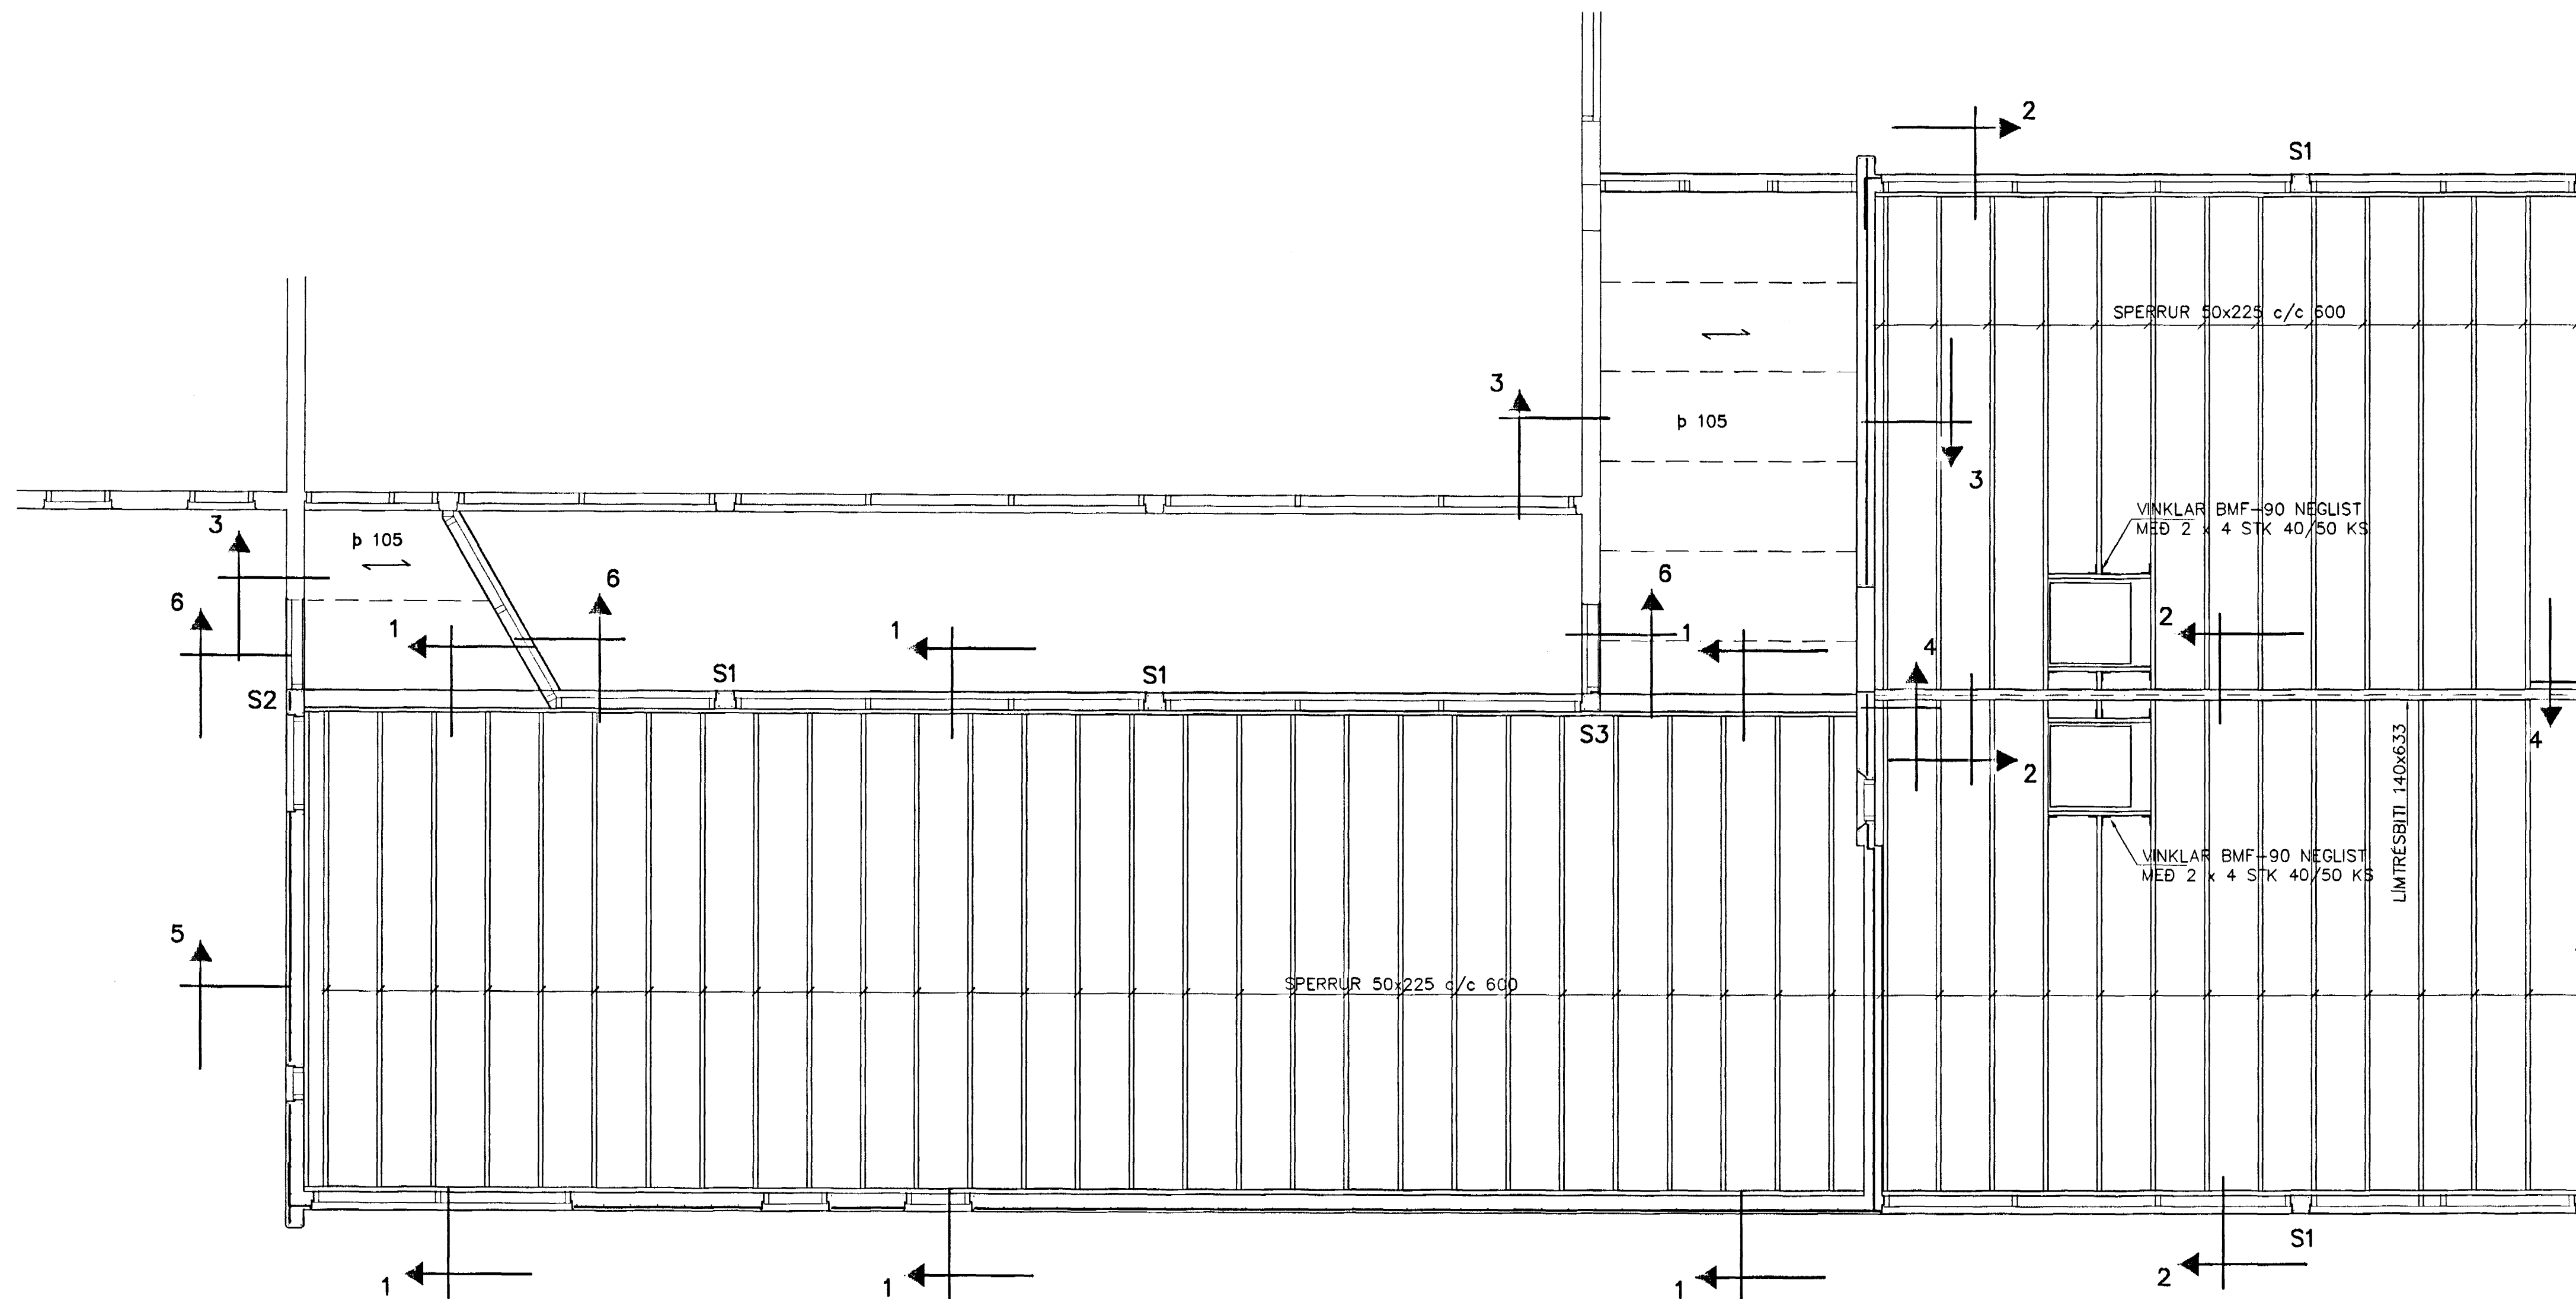 2
S1
SPERRUR 50x225 c/c 600
3
þ 105
3
VINKLAR BMF-90 NEGLIST
MEÐ 2 x 4 STK 40/50 KS
3
þ 105
6
6
6
1
1
1
2
4
S2
S1
S1
S3
2
4
LÍMTRÉSBITI 140x633
VINKLAR BMF-90 NEGLIST
MEÐ 2 x 4 STK 40/50 KS
5
SPERRUR 50x225 c/c 600
S1
1
1
1
2